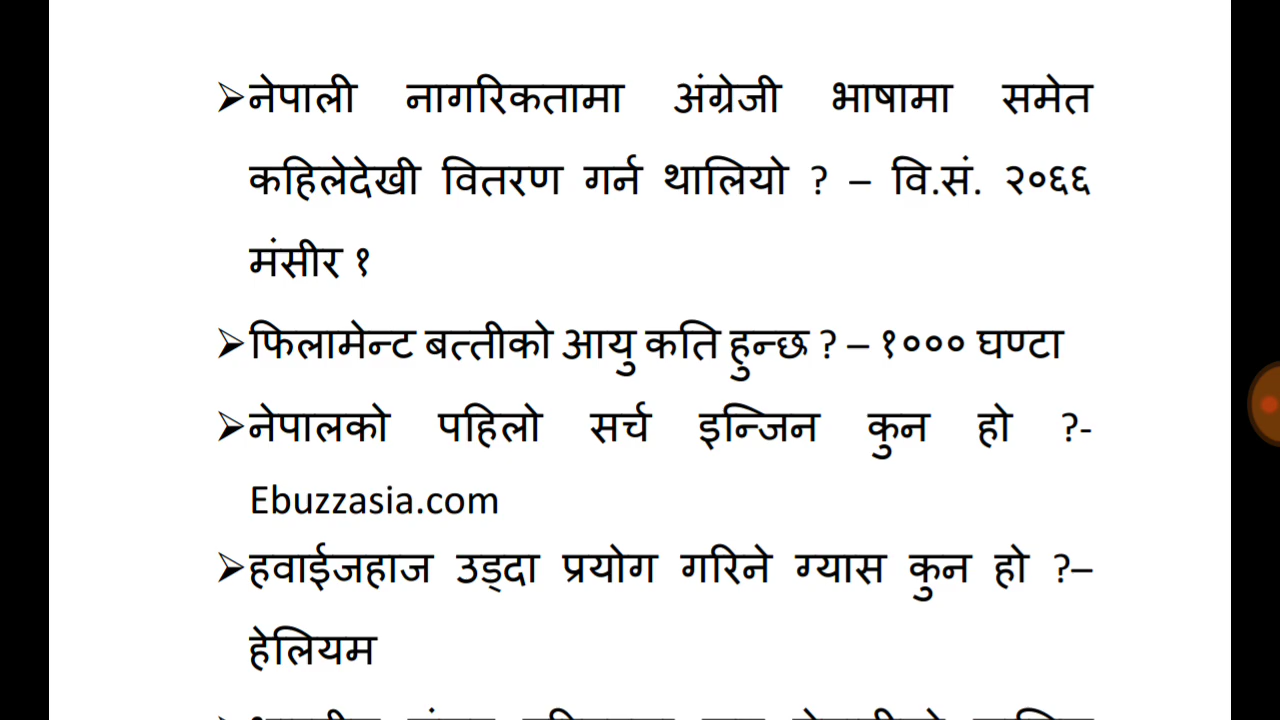 ➢नेपाली नागरिकतामा अंग्रेजी भाषामा समेत
कहिलेदेखी वितरण गर्न थालियो ? – वि.सं. २०६६
मंसीर १
➢फिलामेन्ट बत्तीको आयु कति हुन्छ ? – १००० घण्टा
➢नेपालको पहिलो सर्च इन्जिन कुन हो ?-
Ebuzzasia.com
➢हवाईजहाज उड्दा प्रयोग गरिने ग्यास कुन हो ?–
हेलियम